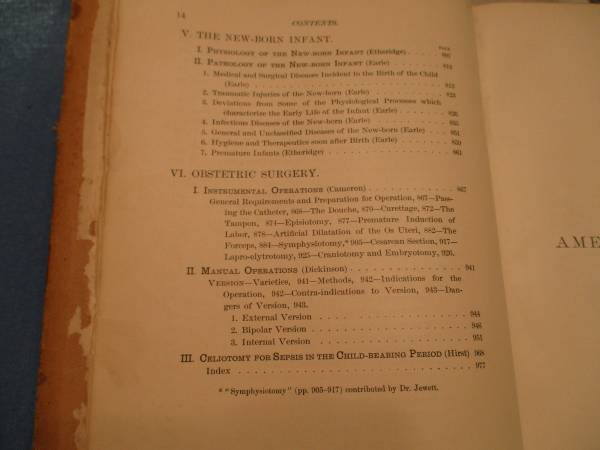 14
CONTENTS.
V. THE NEW-BORN INFANT.
PAGE
I. Physiology of the New-born Infant (Etheridge)
II. Pathology of the New-born Infant (Earle)
1. Medical and Surgical Diseases Incident to the Birth of the Child
(Earle)
2. Traumatic Injuries of the New-born (Earle)
3. Deviations from Some of the Physiological Processes which
characterize the Early Life of the Infant (Earle)
4. Infectious Diseases of the New-born (Earle)
5. General and Unclassified Diseases of the New-born (Earle) 851
6. Hygiene and Therapeutics soon after Birth (Earle) 859
7. Premature Infants (Etheridge) 861
VI. OBSTETRIC SURGERY.
I. Instrumental Operations (Cameron) 867
General Requirements and Preparation for Operation, 867—Pass-
ing the Catheter, 868—The Douche, 870—Curettage, 872—The
Tampon, 874—Episiotomy, 877—Premature Induction of
Labor, 878—Artificial Dilatation of the Os Uteri, 882—The
Forceps, 884—Symphysiotomy,* 905—Cesarean Section, 917—
Lapro-elytrotomy, 925—Craniotomy and Embryotomy, 926.
II. Manual Operations (Dickinson) 941
Version—Varieties, 941—Methods, 942—Indications for the
Operation, 942—Contra-indications to Version, 943—Dan-
gers of Version, 943.
1. External Version 944
2. Bipolar Version 946
3. Internal Version 951
III. Celiotomy for Sepsis in the Child-bearing Period (Hirst) 968
Index 977
* "Symphysiotomy" (pp. 905-917) contributed by Dr. Jewett.
AME